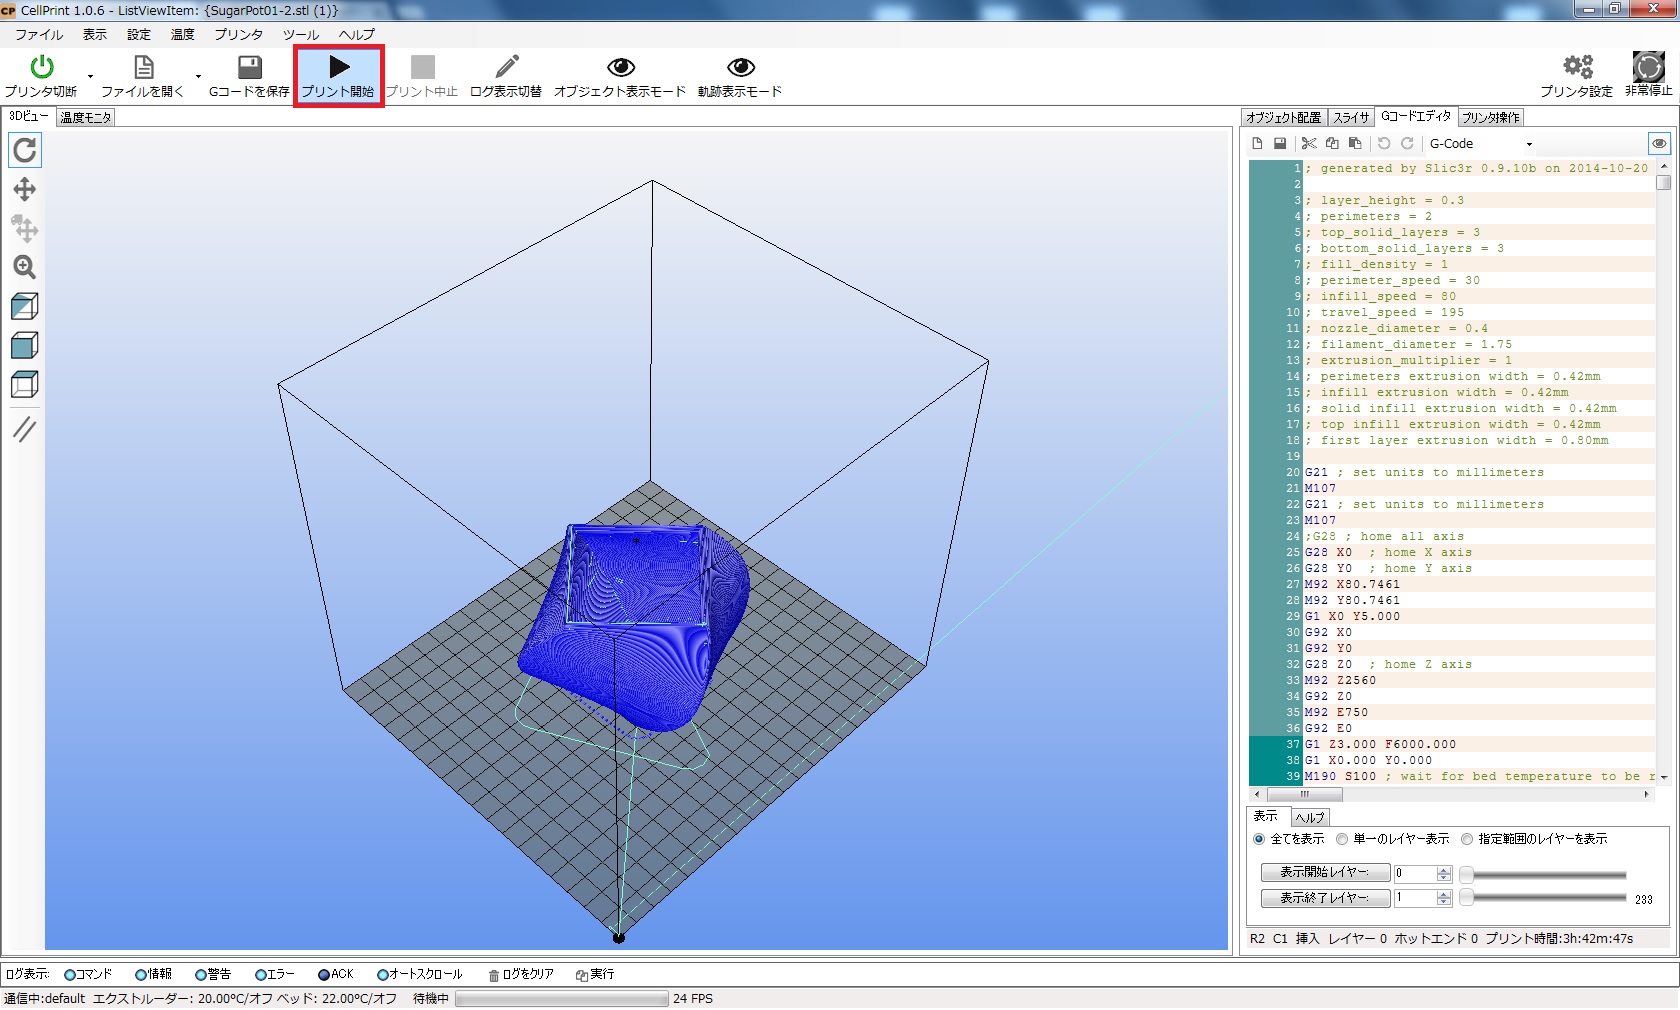 CellPrint 1.0.6 - ListViewItem: {SugarPot01-2.stl (1)}
ファイル 表示 設定 温度 プリンタ ツール ヘルプ
プリンタ切断 ファイルを開く Gコードを保存 プリント開始 プリント中止 ログ表示切替 オブジェクト表示モード 軌跡表示モード プリンタ設定 非常停止
3Dビュー 温度モニタ
オブジェクト配置 スライサ Gコードエディタ プリンタ操作
G-Code
1 ; generated by Slic3r 0.9.10b on 2014-10-20
2
3 ; layer_height = 0.3
4 ; perimeters = 2
5 ; top_solid_layers = 3
6 ; bottom_solid_layers = 3
7 ; fill_density = 1
8 ; perimeter_speed = 30
9 ; infill_speed = 80
10 ; travel_speed = 195
11 ; nozzle_diameter = 0.4
12 ; filament_diameter = 1.75
13 ; extrusion_multiplier = 1
14 ; perimeters extrusion width = 0.42mm
15 ; infill extrusion width = 0.42mm
16 ; solid infill extrusion width = 0.42mm
17 ; top infill extrusion width = 0.42mm
18 ; first layer extrusion width = 0.80mm
19
20 G21 ; set units to millimeters
21 M107
22 G21 ; set units to millimeters
23 M107
24 ;G28 ; home all axis
25 G28 X0  ; home X axis
26 G28 Y0  ; home Y axis
27 M92 X80.7461
28 M92 Y80.7461
29 G1 X0 Y5.000
30 G92 X0
31 G92 Y0
32 G28 Z0  ; home Z axis
33 M92 Z2560
34 G92 Z0
35 M92 E750
36 G92 E0
37 G1 Z3.000 F6000.000
38 G1 X0.000 Y0.000
39 M190 S100 ; wait for bed temperature to be r
表示 ヘルプ
全てを表示 単一のレイヤー表示 指定範囲のレイヤーを表示
表示開始レイヤー: 0
表示終了レイヤー: 1 233
R2 C1 挿入 レイヤー 0 ホットエンド 0 プリント時間:3h:42m:47s
ログ表示: コマンド 情報 警告 エラー ACK オートスクロール ログをクリア 実行
通信中:default エクストルーダー: 20.00°C/オフ ベッド: 22.00°C/オフ 待機中 24 FPS